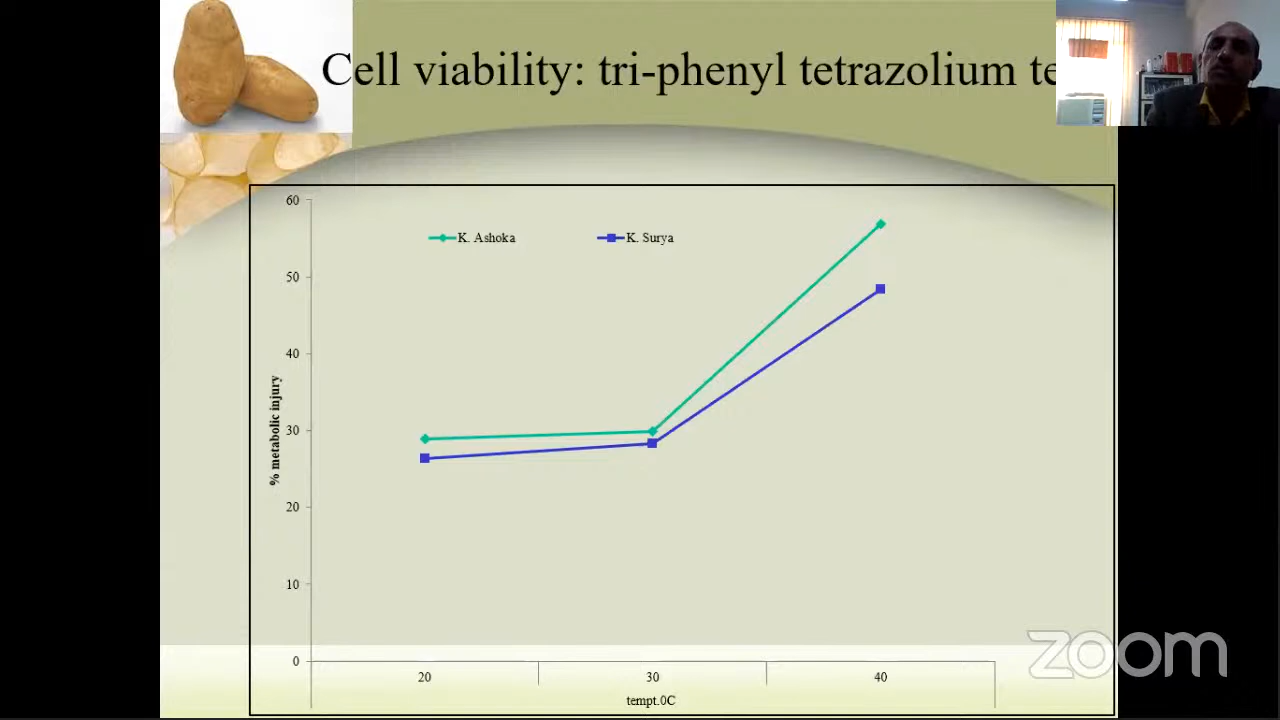 Cell viability: tri-phenyl tetrazolium te
60
K. Ashoka
K. Surya
50
40
30
20
10
0
% metabolic injury
20
30
40
tempt.0C
zoom